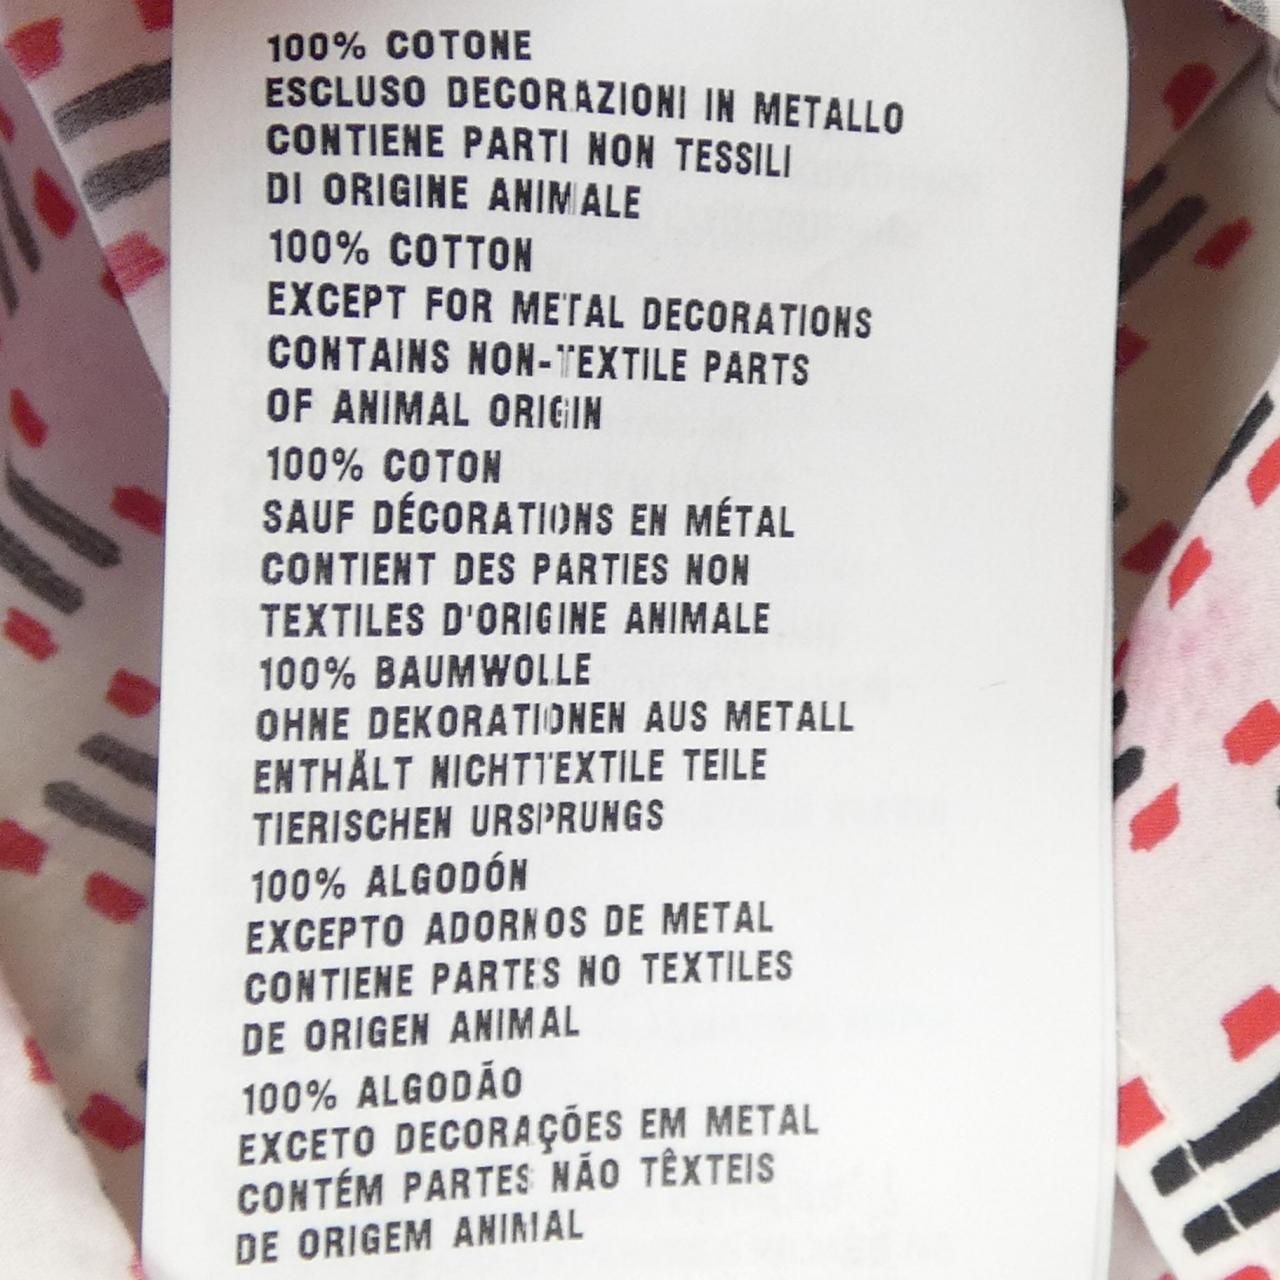 100% COTONE
ESCLUSO DECORAZIONI IN METALLO
CONTIENE PARTI NON TESSILI
DI ORIGINE ANIMALE
100% COTTON
EXCEPT FOR METAL DECORATIONS
CONTAINS NON-TEXTILE PARTS
OF ANIMAL ORIGIN
100% COTON
SAUF DÉCORATIONS EN MÉTAL
CONTIENT DES PARTIES NON
TEXTILES D'ORIGINE ANIMALE
100% BAUMWOLLE
OHNE DEKORATIONEN AUS METALL
ENTHÄLT NICHTTEXTILE TEILE
TIERISCHEN URSPRUNGS
100% ALGODÓN
EXCEPTO ADORNOS DE METAL
CONTIENE PARTES NO TEXTILES
DE ORIGEN ANIMAL
100% ALGODÃO
EXCETO DECORAÇÕES EM METAL
CONTÉM PARTES NÃO TÊXTEIS
DE ORIGEM ANIMAL